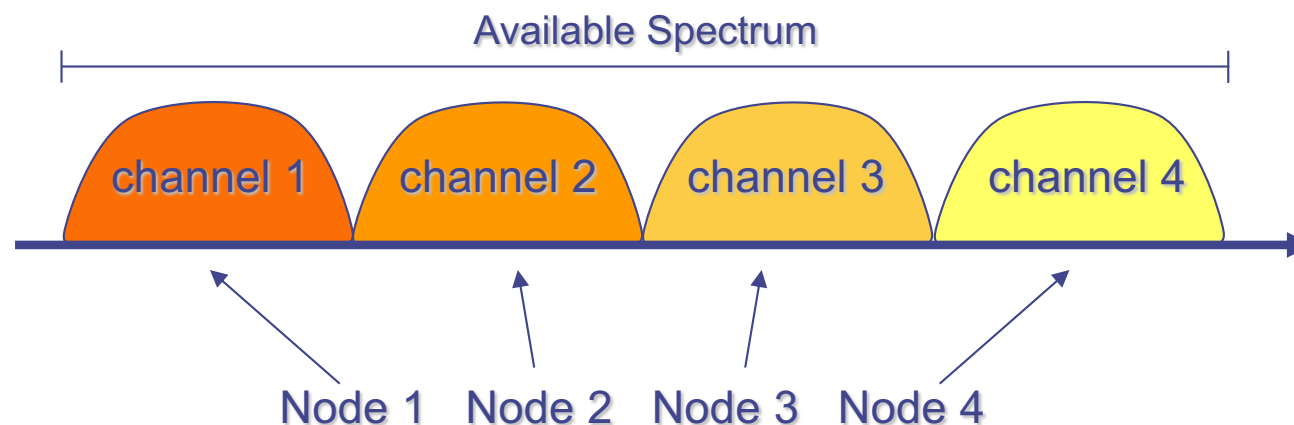 Available Spectrum
channel 1 channel 2 channel 3 channel 4
Node 1 Node 2 Node 3 Node 4